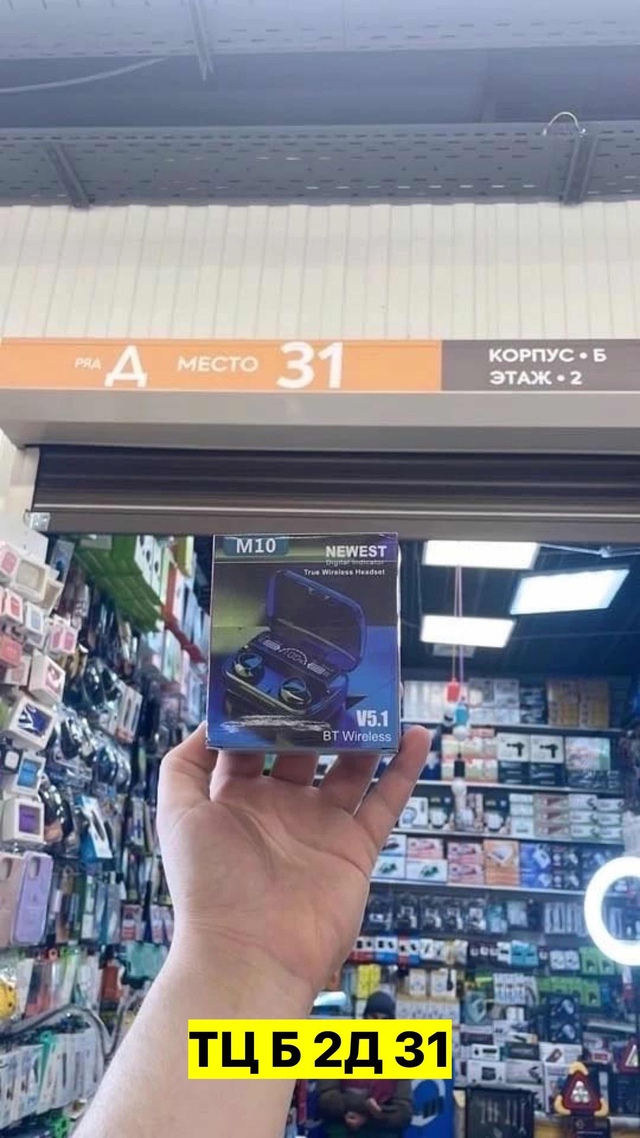 РЯД Д МЕСТО 31
КОРПУС • Б
ЭТАЖ • 2
M10
NEWEST
Digital Indicator
True Wireless Headset
V5.1
BT Wireless
ТЦ Б 2Д 31